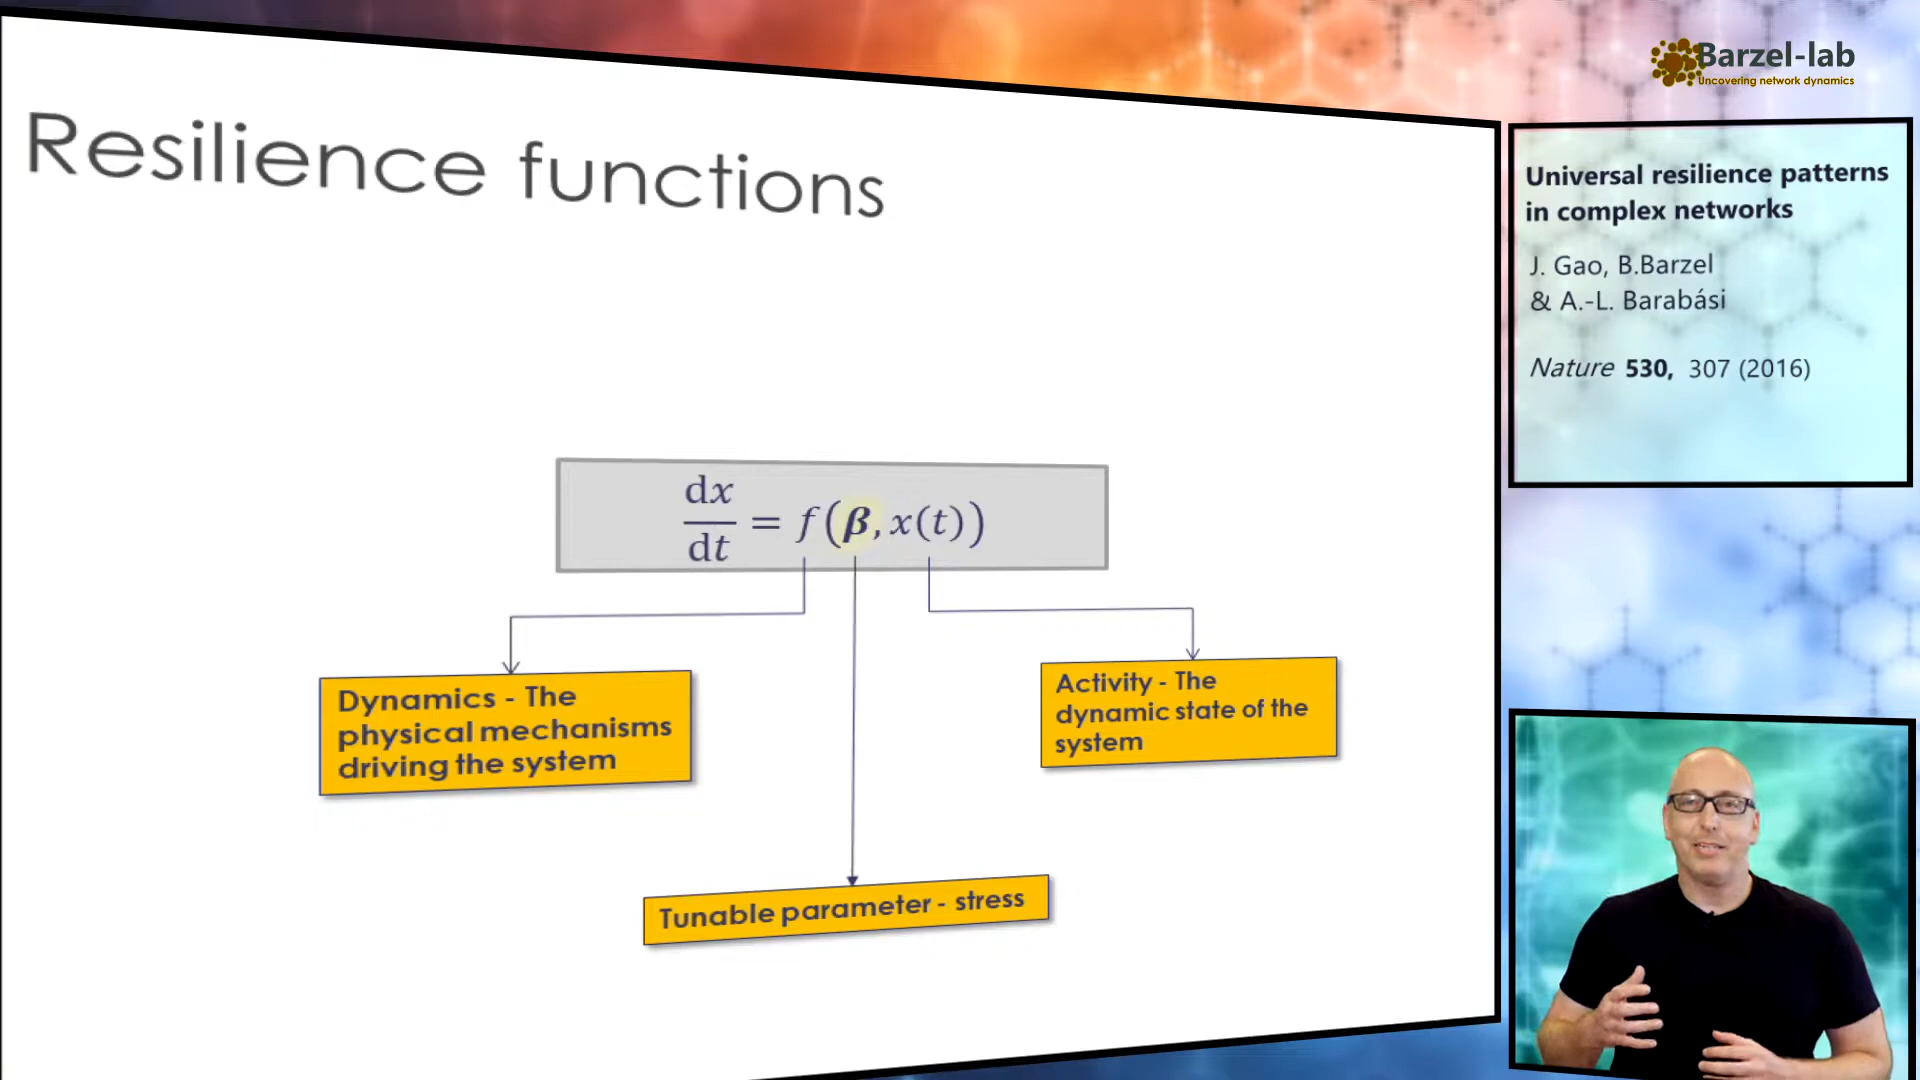 Resilience functions
dx/dt = f(β, x(t))
Dynamics - The
physical mechanisms
driving the system
Activity - The
dynamic state of the
system
Tunable parameter - stress
Barzel-lab
Uncovering network dynamics
Universal resilience patterns
in complex networks
J. Gao, B.Barzel
& A.-L. Barabási
Nature 530, 307 (2016)